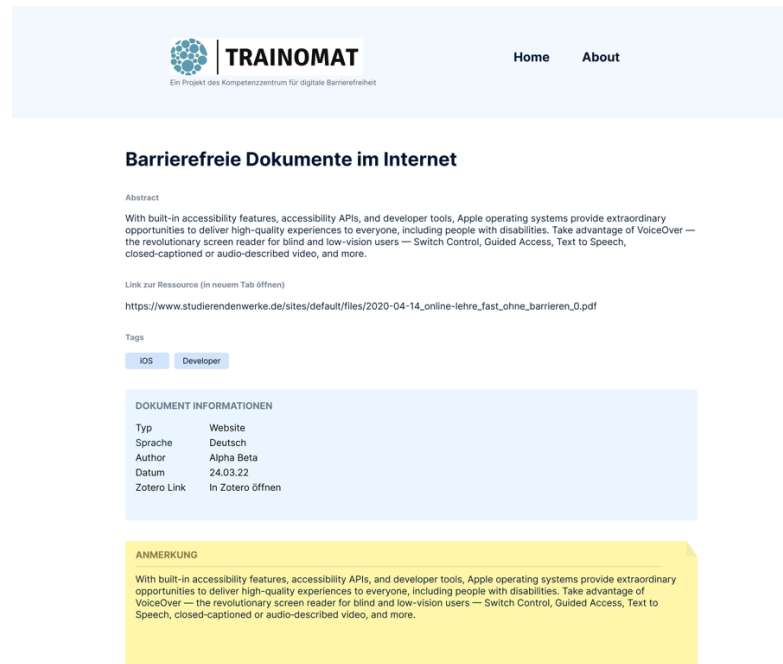 TRAINOMAT
Ein Projekt des Kompetenzzentrum für digitale Barrierefreiheit
Home
About
Barrierefreie Dokumente im Internet
Abstract
With built-in accessibility features, accessibility APIs, and developer tools, Apple operating systems provide extraordinary
opportunities to deliver high-quality experiences to everyone, including people with disabilities. Take advantage of VoiceOver —
the revolutionary screen reader for blind and low-vision users — Switch Control, Guided Access, Text to Speech,
closed-captioned or audio-described video, and more.
Link zur Ressource (in neuem Tab öffnen)
https://www.studierendenwerke.de/sites/default/files/2020-04-14_online-lehre_fast_ohne_barrieren_0.pdf
Tags
iOS Developer
DOKUMENT INFORMATIONEN
Typ Website
Sprache Deutsch
Author Alpha Beta
Datum 24.03.22
Zotero Link In Zotero öffnen
ANMERKUNG
With built-in accessibility features, accessibility APIs, and developer tools, Apple operating systems provide extraordinary
opportunities to deliver high-quality experiences to everyone, including people with disabilities. Take advantage of
VoiceOver — the revolutionary screen reader for blind and low-vision users — Switch Control, Guided Access, Text to
Speech, closed-captioned or audio-described video, and more.